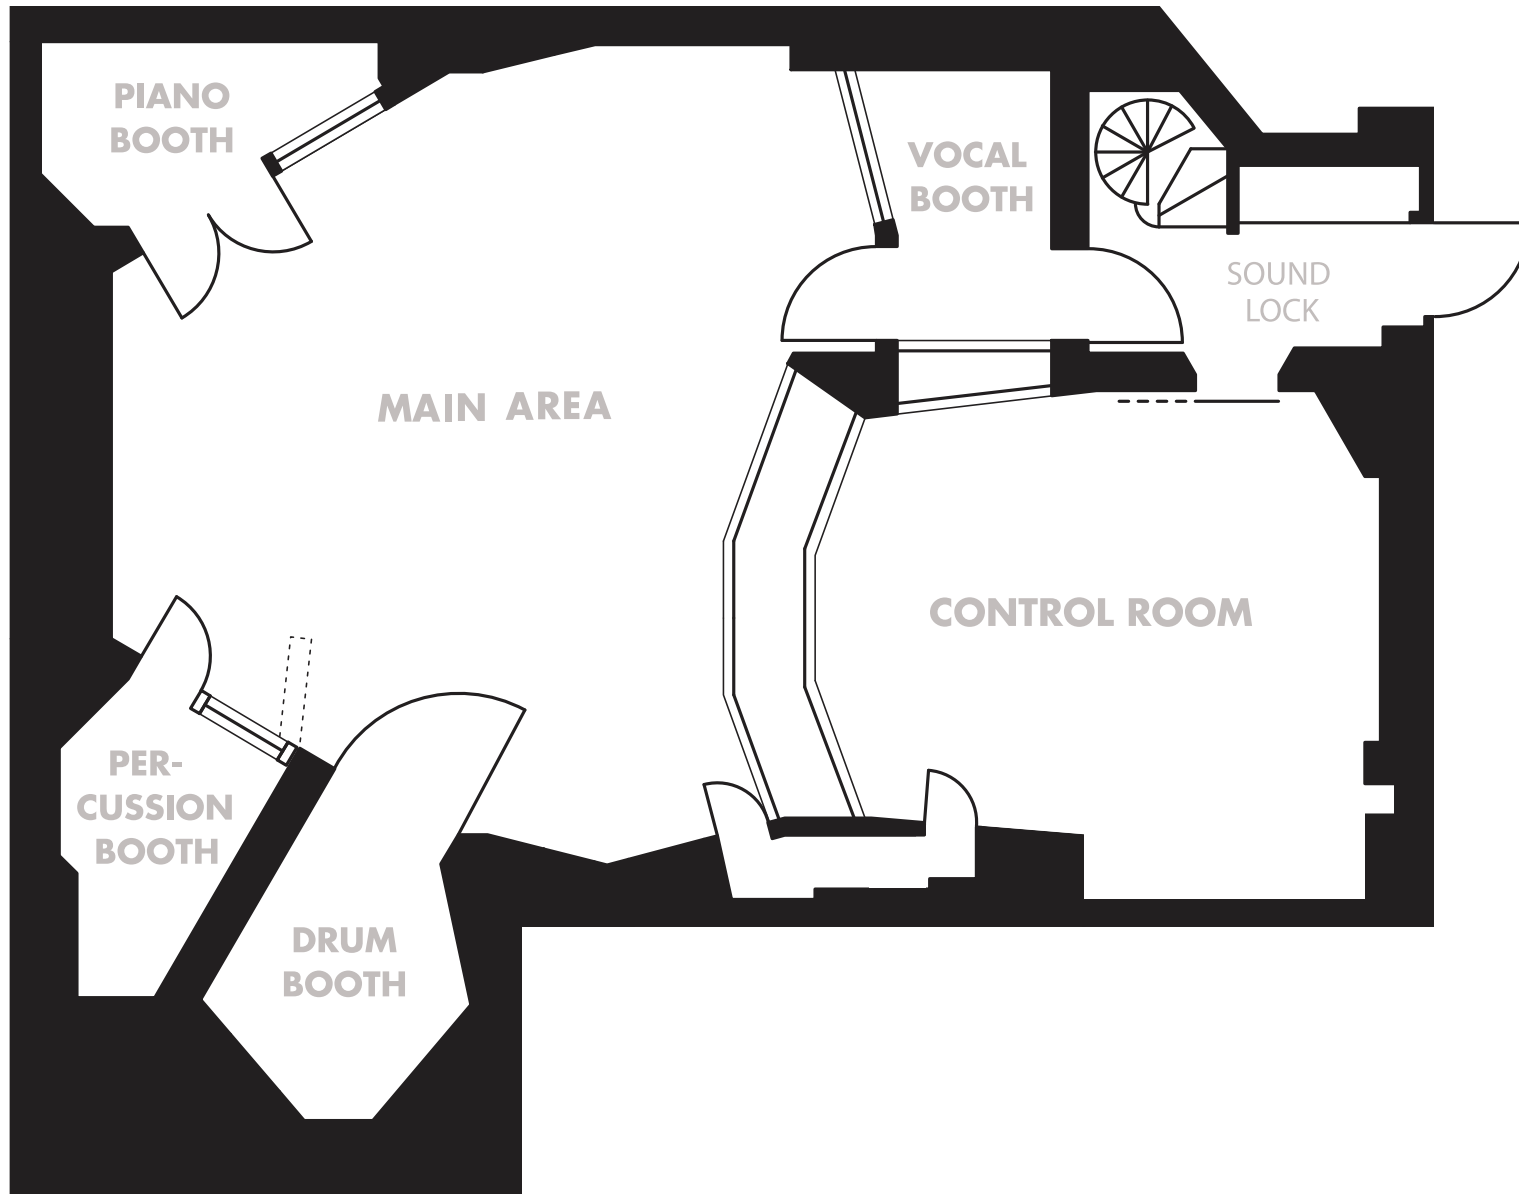 PIANO
BOOTH
VOCAL
BOOTH
SOUND
LOCK
MAIN AREA
CONTROL ROOM
PER-
CUSSION
BOOTH
DRUM
BOOTH